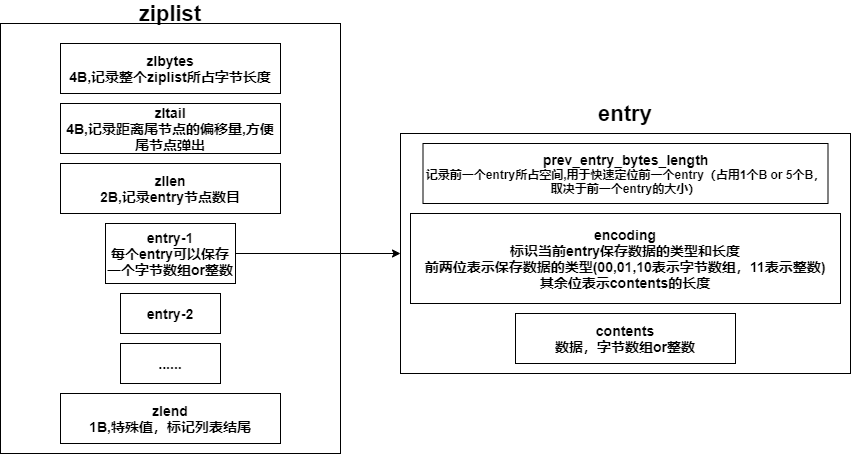 ziplist
zlbytes
4B,记录整个ziplist所占字节长度
zltail
4B,记录距离尾节点的偏移量,方便
尾节点弹出
zllen
2B,记录entry节点数目
entry-1
每个entry可以保存
一个字节数组or整数
entry-2
......
zlend
1B,特殊值，标记列表结尾
entry
prev_entry_bytes_length
记录前一个entry所占空间,用于快速定位前一个entry（占用1个B or 5个B，
取决于前一个entry的大小）
encoding
标识当前entry保存数据的类型和长度
前两位表示保存数据的类型(00,01,10表示字节数组，11表示整数)
其余位表示contents的长度
contents
数据，字节数组or整数